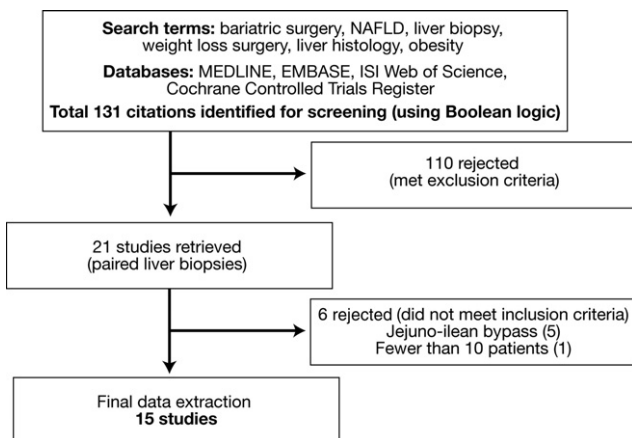 Search terms: bariatric surgery, NAFLD, liver biopsy,
weight loss surgery, liver histology, obesity
Databases: MEDLINE, EMBASE, ISI Web of Science,
Cochrane Controlled Trials Register
Total 131 citations identified for screening (using Boolean logic)
110 rejected
(met exclusion criteria)
21 studies retrieved
(paired liver biopsies)
6 rejected (did not meet inclusion criteria)
Jejuno-ilean bypass (5)
Fewer than 10 patients (1)
Final data extraction
15 studies